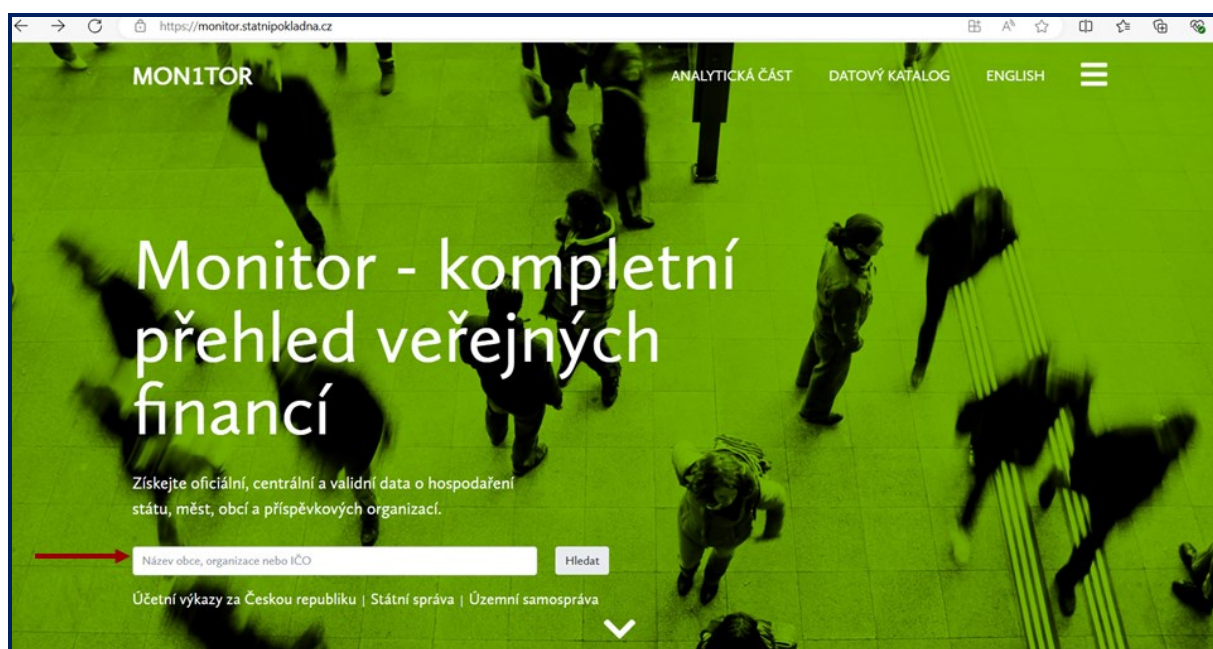 https://monitor.statnipokladna.cz
MON1TOR
ANALYTICKÁ ČÁST DATOVÝ KATALOG ENGLISH
Monitor - kompletní
přehled veřejných
financí
Získejte oficiální, centrální a validní data o hospodaření
státu, měst, obcí a příspěvkových organizací.
Název obce, organizace nebo IČO Hledat
Účetní výkazy za Českou republiku | Státní správa | Územní samospráva